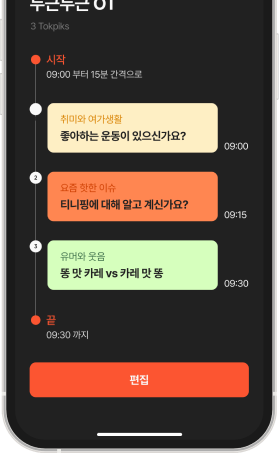 두근두근 OT
3 Tokpiks
시작
09:00 부터 15분 간격으로
취미와 여가생활
좋아하는 운동이 있으신가요?
09:00
2
요즘 핫한 이슈
티니핑에 대해 알고 계신가요?
09:15
3
유머와 웃음
똥 맛 카레 vs 카레 맛 똥
09:30
끝
09:30 까지
편집